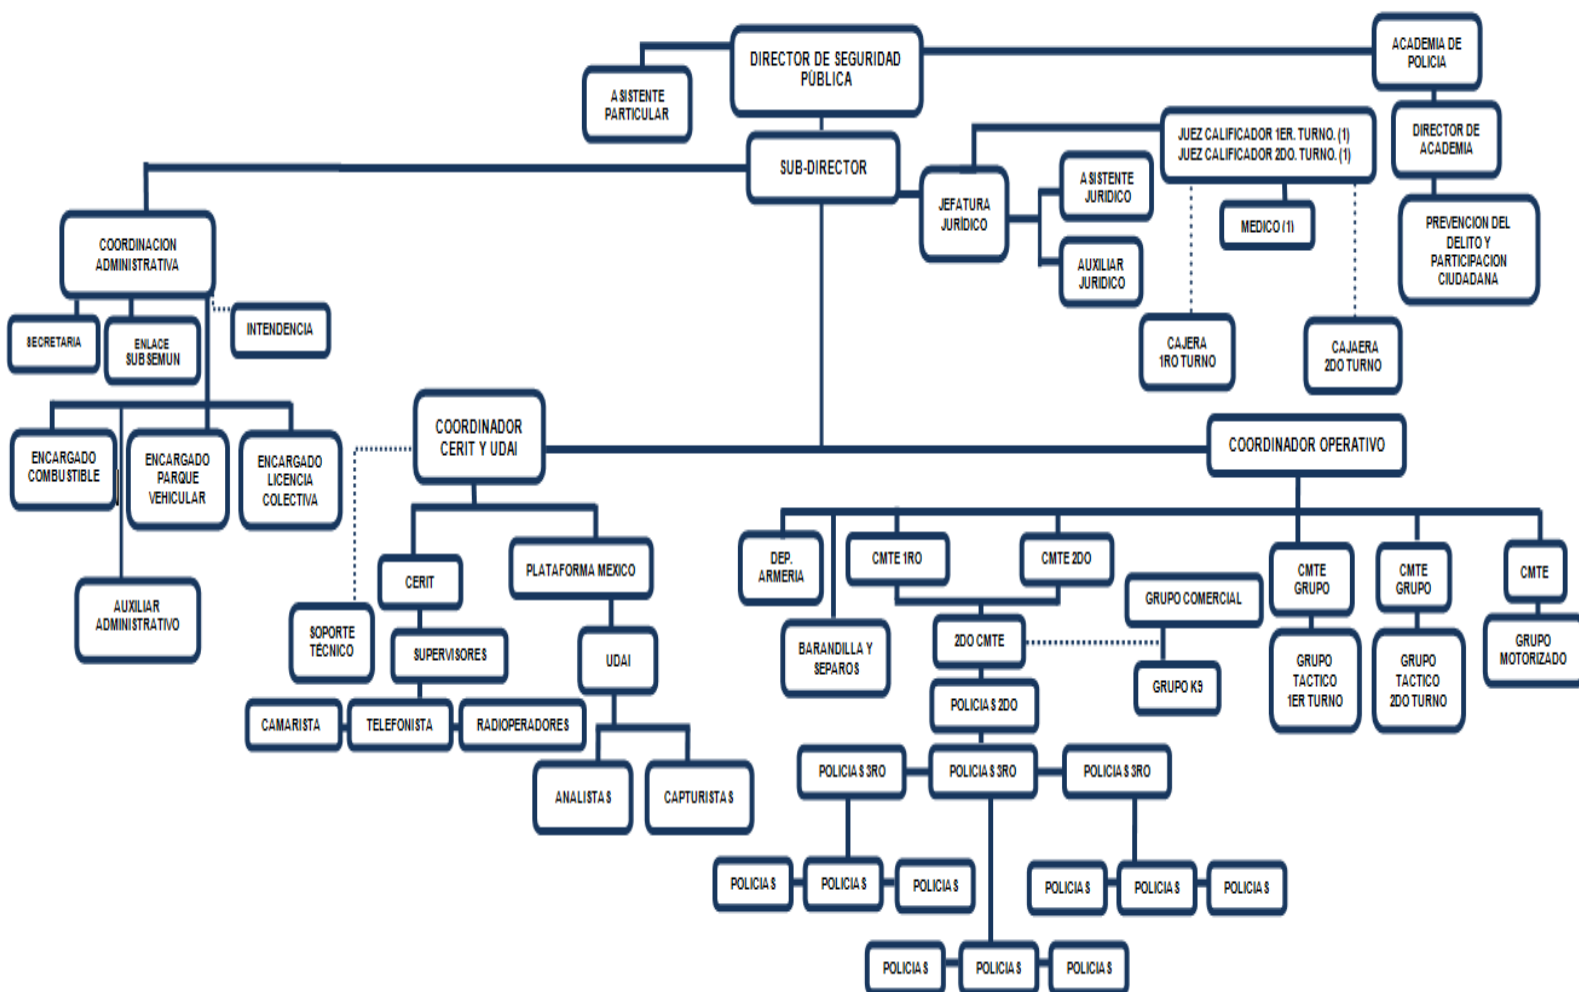 DIRECTOR DE SEGURIDAD
PÚBLICA
ACADEMIA DE
POLICIA
ASISTENTE
PARTICULAR
JUEZ CALIFICADOR 1ER. TURNO. (1)
JUEZ CALIFICADOR 2DO. TURNO. (1)
DIRECTOR DE
ACADEMIA
SUB-DIRECTOR
JEFATURA
JURÍDICO
ASISTENTE
JURIDICO
MEDICO (1)
PREVENCION DEL
DELITO Y
PARTICIPACION
CIUDADANA
AUXILIAR
JURIDICO
COORDINACION
ADMINISTRATIVA
SECRETARIA
ENLACE
SUBSEMUN
INTENDENCIA
CAJERA
1RO TURNO
CAJAERA
2DO TURNO
ENCARGADO
COMBUSTIBLE
ENCARGADO
PARQUE
VEHICULAR
ENCARGADO
LICENCIA
COLECTIVA
AUXILIAR
ADMINISTRATIVO
COORDINADOR
CERIT Y UDAI
COORDINADOR OPERATIVO
CERIT
PLATAFORMA MEXICO
SOPORTE
TÉCNICO
SUPERVISORES
UDAI
CAMARISTA
TELEFONISTA
RADIOPERADORES
ANALISTAS
CAPTURISTAS
DEP.
ARMERIA
BARANDILLA Y
SEPAROS
CMTE 1RO
CMTE 2DO
2DO CMTE
GRUPO COMERCIAL
GRUPO K9
CMTE
GRUPO
CMTE
GRUPO
CMTE
GRUPO
TACTICO
1ER TURNO
GRUPO
TACTICO
2DO TURNO
GRUPO
MOTORIZADO
POLICIAS 2DO
POLICIAS 3RO
POLICIAS 3RO
POLICIAS 3RO
POLICIAS
POLICIAS
POLICIAS
POLICIAS
POLICIAS
POLICIAS
POLICIAS
POLICIAS
POLICIAS